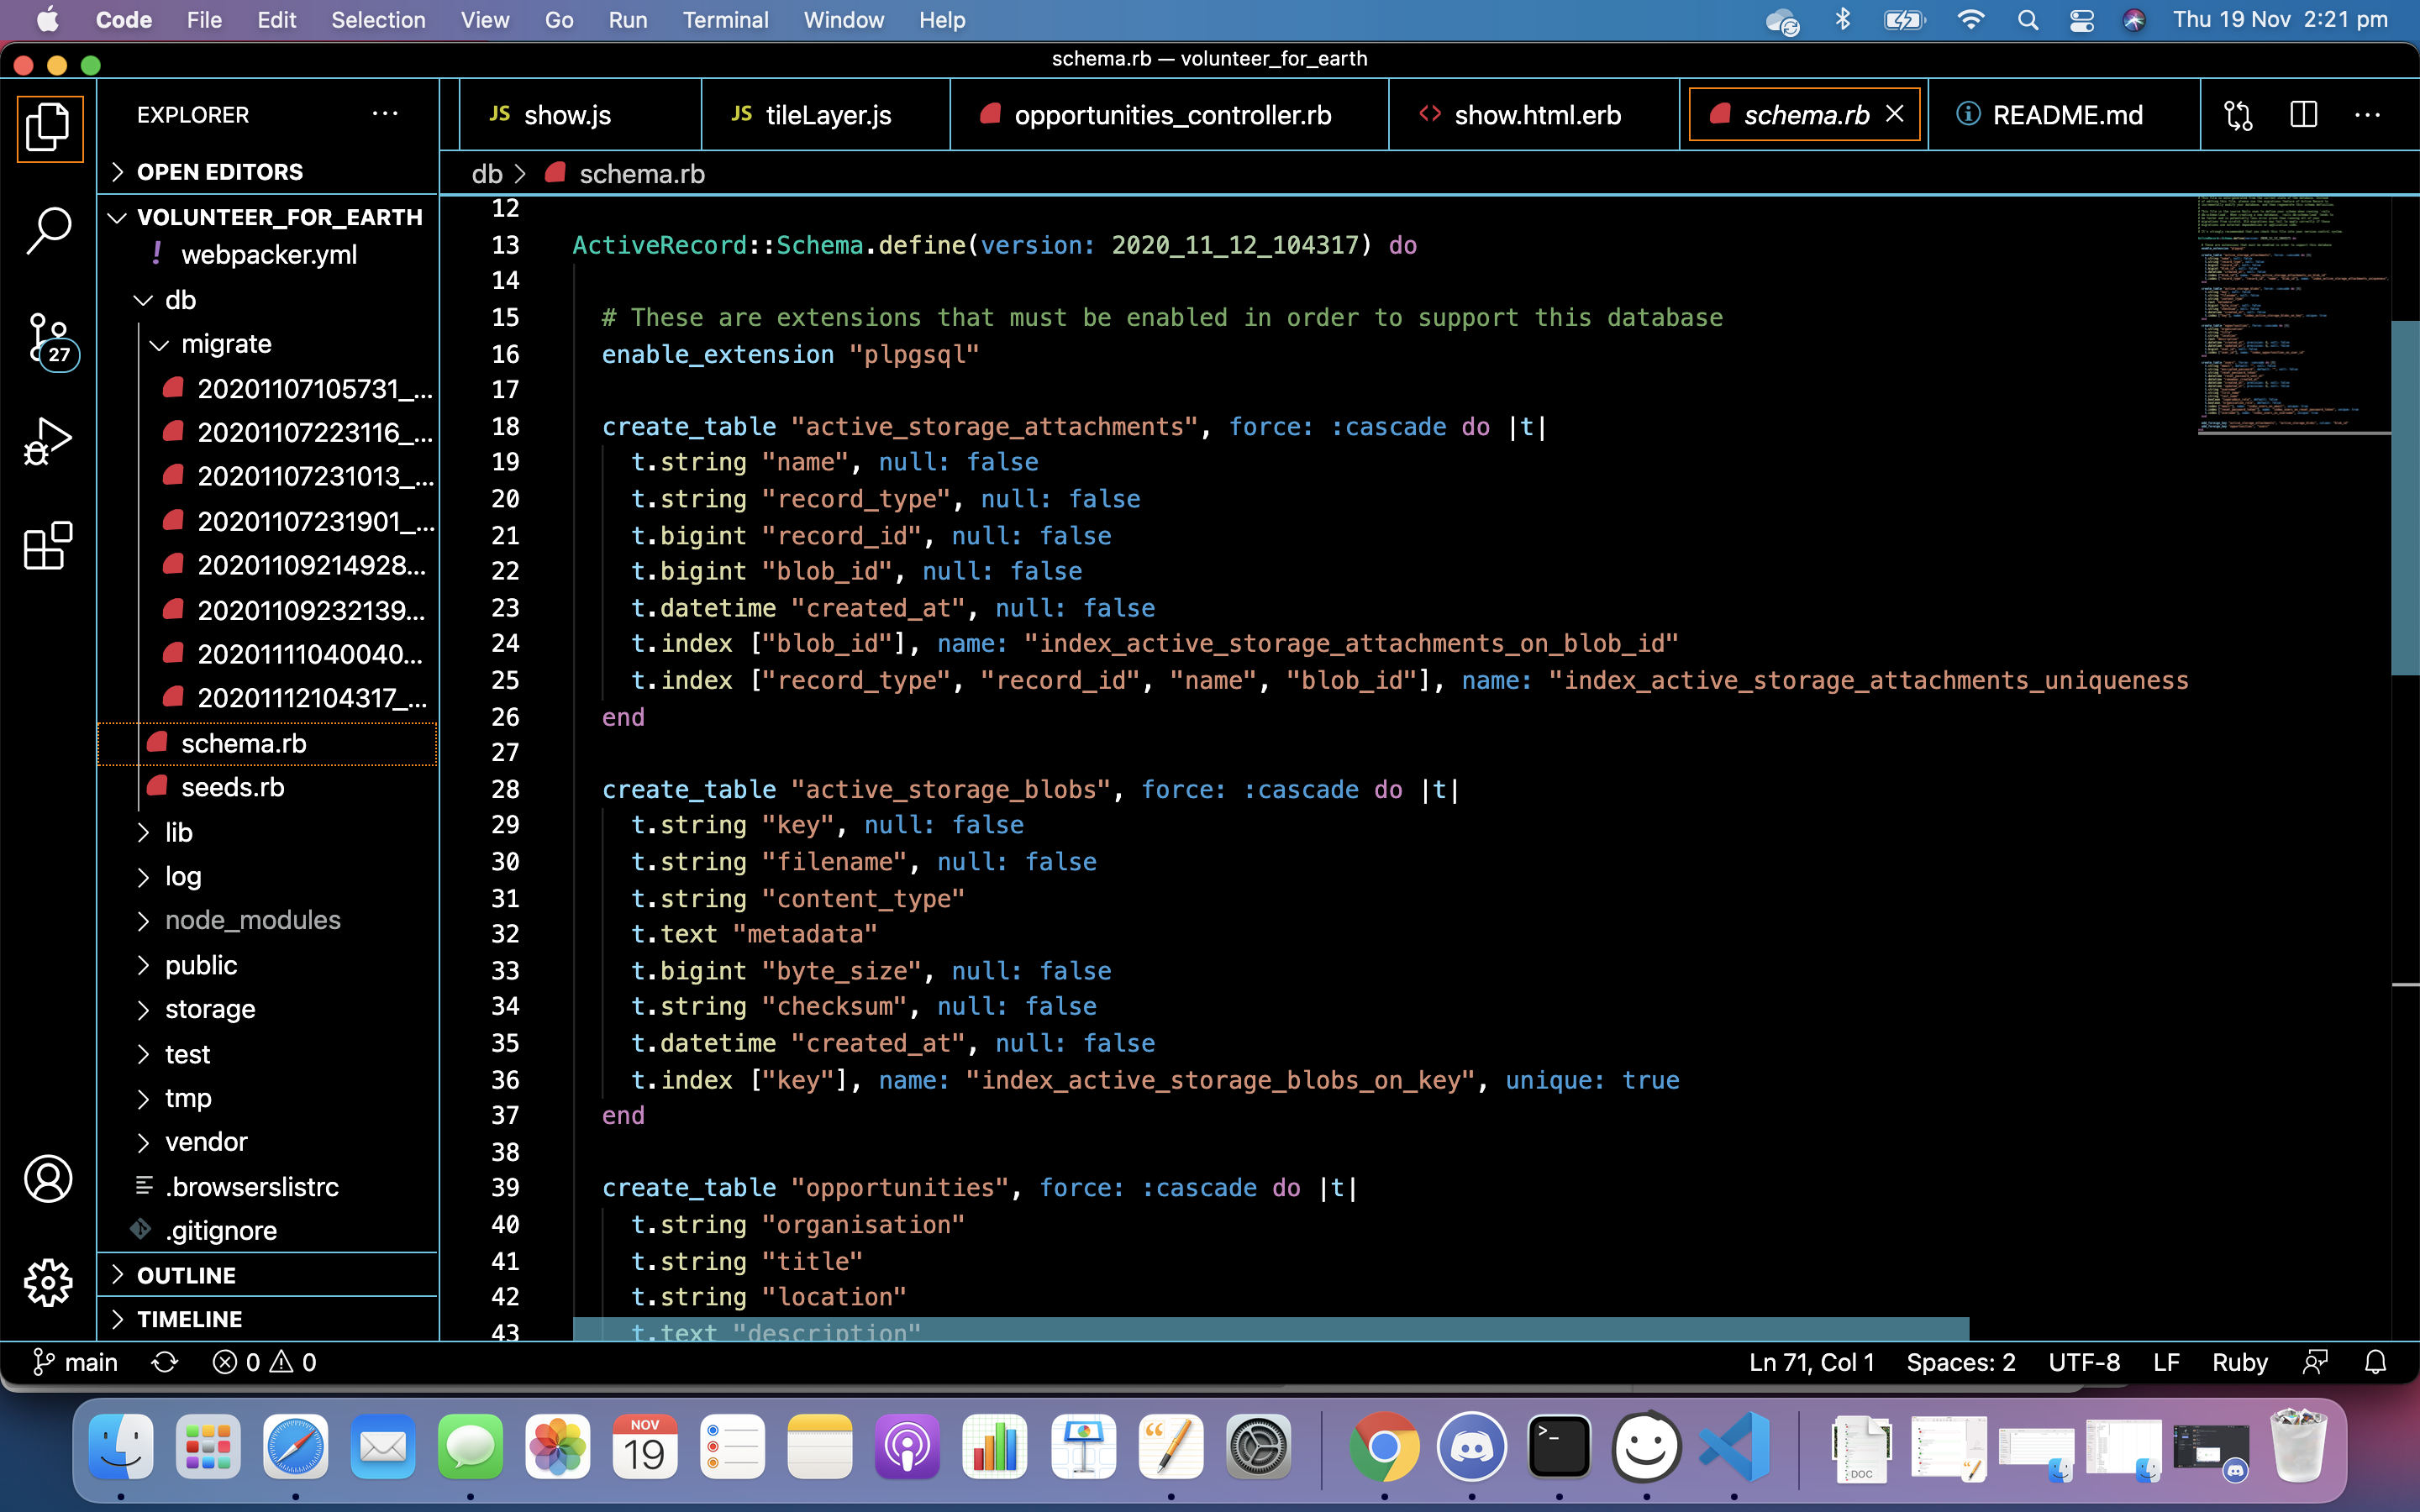 Code File Edit Selection View Go Run Terminal Window Help Thu 19 Nov 2:21 pm
schema.rb — volunteer_for_earth
EXPLORER ···
JS show.js
JS tileLayer.js
opportunities_controller.rb
<> show.html.erb
schema.rb
README.md
OPEN EDITORS
db > schema.rb
VOLUNTEER_FOR_EARTH
! webpacker.yml
db
migrate
20201107105731_...
20201107223116_...
20201107231013_...
20201107231901_...
20201109214928...
20201109232139...
20201111040040...
20201112104317_...
schema.rb
seeds.rb
lib
log
node_modules
public
storage
test
tmp
vendor
.browserslistrc
.gitignore
OUTLINE
TIMELINE
27
12
13 ActiveRecord::Schema.define(version: 2020_11_12_104317) do
14
15 # These are extensions that must be enabled in order to support this database
16 enable_extension "plpgsql"
17
18 create_table "active_storage_attachments", force: :cascade do |t|
19 t.string "name", null: false
20 t.string "record_type", null: false
21 t.bigint "record_id", null: false
22 t.bigint "blob_id", null: false
23 t.datetime "created_at", null: false
24 t.index ["blob_id"], name: "index_active_storage_attachments_on_blob_id"
25 t.index ["record_type", "record_id", "name", "blob_id"], name: "index_active_storage_attachments_uniqueness
26 end
27
28 create_table "active_storage_blobs", force: :cascade do |t|
29 t.string "key", null: false
30 t.string "filename", null: false
31 t.string "content_type"
32 t.text "metadata"
33 t.bigint "byte_size", null: false
34 t.string "checksum", null: false
35 t.datetime "created_at", null: false
36 t.index ["key"], name: "index_active_storage_blobs_on_key", unique: true
37 end
38
39 create_table "opportunities", force: :cascade do |t|
40 t.string "organisation"
41 t.string "title"
42 t.string "location"
43 t.text "description"
main 0 0 Ln 71, Col 1 Spaces: 2 UTF-8 LF Ruby
NOV
19
DOC